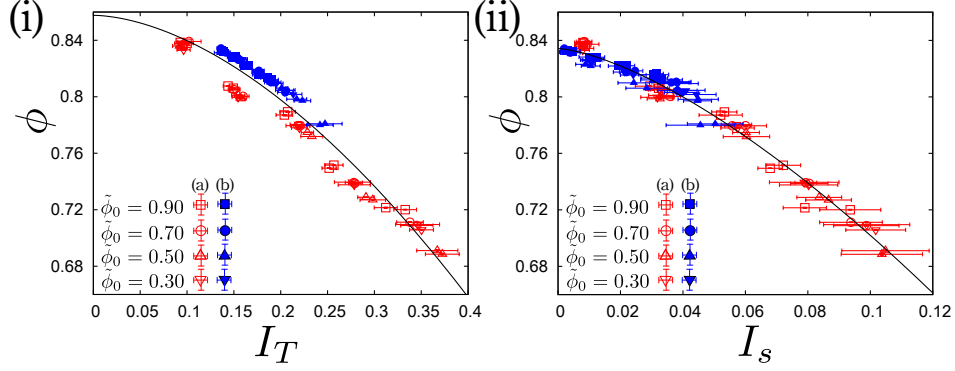 (i)
ϕ
0.84
0.8
0.76
0.72
0.68
(a) (b)
ϕ̃₀ = 0.90
ϕ̃₀ = 0.70
ϕ̃₀ = 0.50
ϕ̃₀ = 0.30
0 0.05 0.1 0.15 0.2 0.25 0.3 0.35 0.4
I_T
(ii)
ϕ
0.84
0.8
0.76
0.72
0.68
(a) (b)
ϕ̃₀ = 0.90
ϕ̃₀ = 0.70
ϕ̃₀ = 0.50
ϕ̃₀ = 0.30
0 0.02 0.04 0.06 0.08 0.1 0.12
I_s